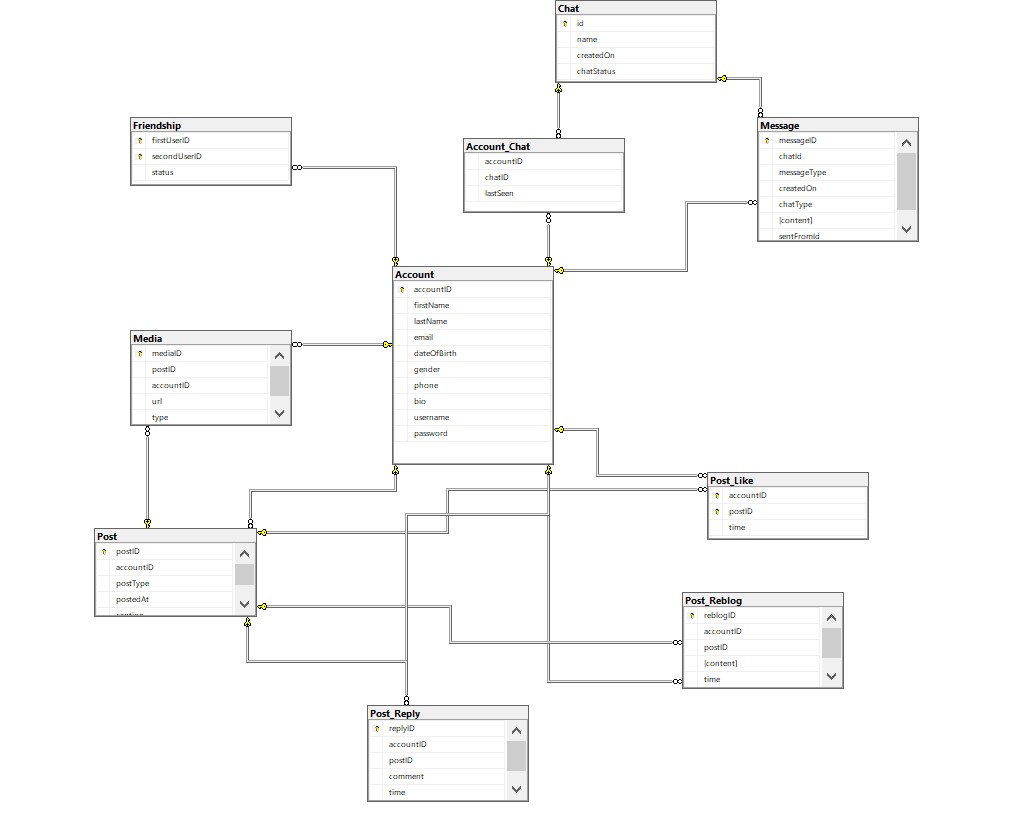 Chat
id
name
createdOn
chatStatus
Friendship
firstUserID
secondUserID
status
Account_Chat
accountID
chatID
lastSeen
Message
messageID
chatId
messageType
createdOn
chatType
[content]
sentFromId
Account
accountID
firstName
lastName
email
dateOfBirth
gender
phone
bio
username
password
Media
mediaID
postID
accountID
url
type
Post_Like
accountID
postID
time
Post
postID
accountID
postType
postedAt
Post_Reblog
reblogID
accountID
postID
[content]
time
Post_Reply
replyID
accountID
postID
comment
time